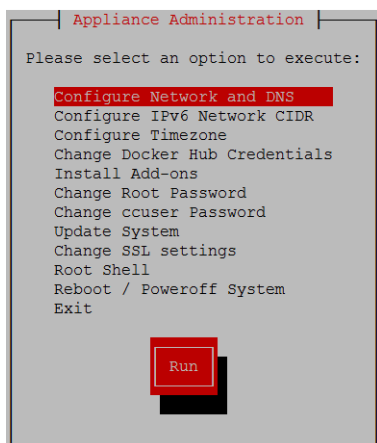 Appliance Administration
Please select an option to execute:
Configure Network and DNS
Configure IPv6 Network CIDR
Configure Timezone
Change Docker Hub Credentials
Install Add-ons
Change Root Password
Change ccuser Password
Update System
Change SSL settings
Root Shell
Reboot / Poweroff System
Exit
Run